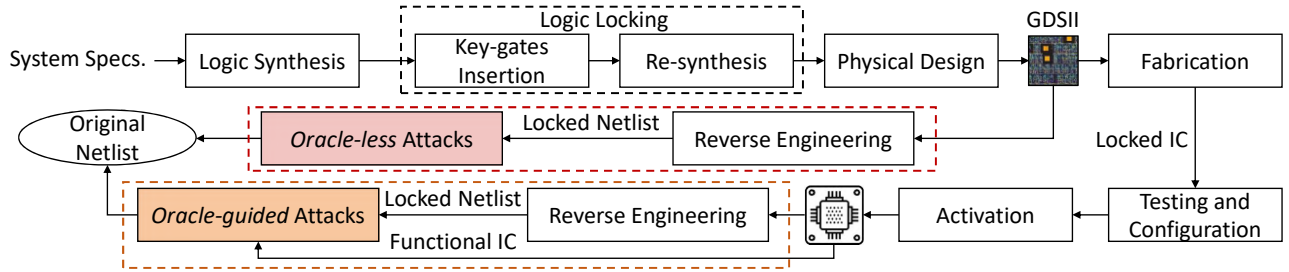 Logic Locking
GDSII
System Specs.
Logic Synthesis
Key-gates
Insertion
Re-synthesis
Physical Design
Fabrication
Original
Netlist
Oracle-less Attacks
Locked Netlist
Reverse Engineering
Locked IC
Oracle-guided Attacks
Locked Netlist
Functional IC
Reverse Engineering
Activation
Testing and
Configuration